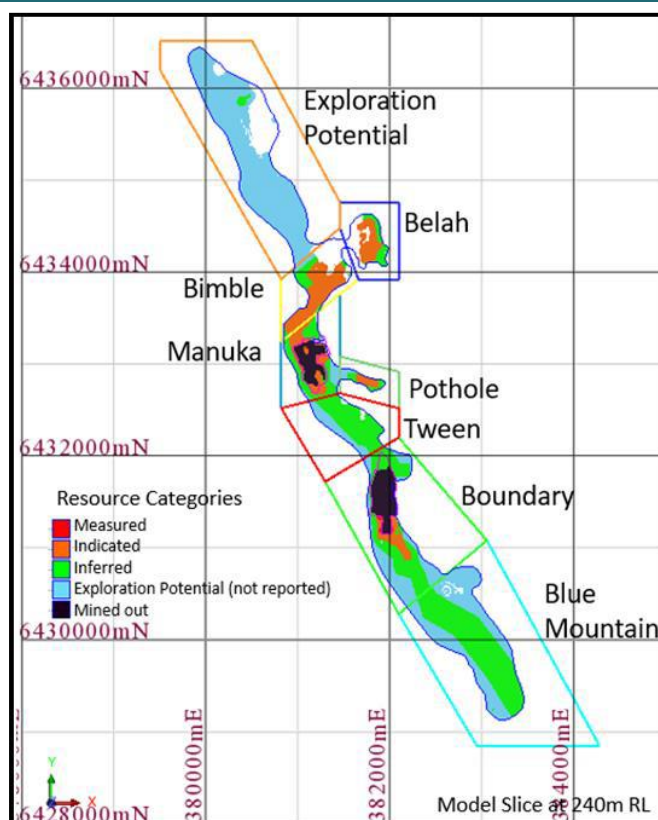 6436000mN
Exploration
Potential
Belah
6434000mN
Bimble
Manuka
Pothole
Tween
6432000mN
Resource Categories
Measured
Indicated
Inferred
Exploration Potential (not reported)
Mined out
Boundary
Blue
Mountain
6430000mN
380000mE
382000mE
384000mE
Y
X
6428000mN
Model Slice at 240m RL